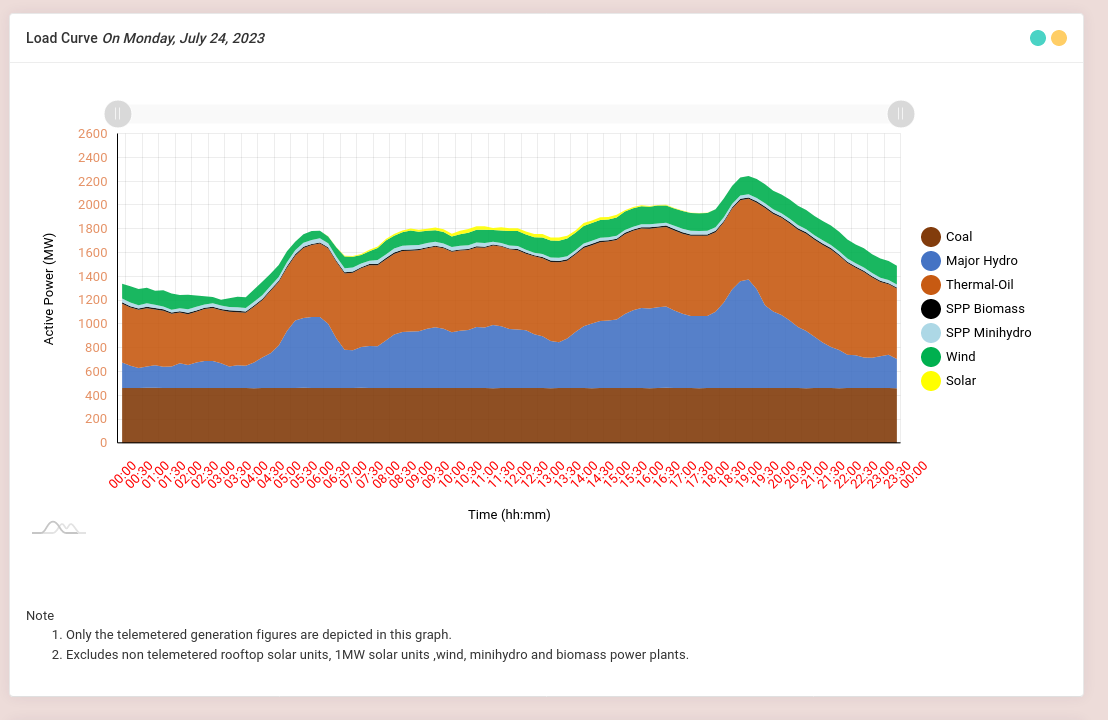 Load Curve On Monday, July 24, 2023
2600
2400
2200
2000
1800
1600
1400
1200
1000
800
600
400
200
0
Active Power (MW)
Coal
Major Hydro
Thermal-Oil
SPP Biomass
SPP Minihydro
Wind
Solar
00:00 00:30 01:00 01:30 02:00 02:30 03:00 03:30 04:00 04:30 05:00 05:30 06:00 06:30 07:00 07:30 08:00 08:30 09:00 09:30 10:00 10:30 11:00 11:30 12:00 12:30 13:00 13:30 14:00 14:30 15:00 15:30 16:00 16:30 17:00 17:30 18:00 18:30 19:00 19:30 20:00 20:30 21:00 21:30 22:00 22:30 23:00 23:30 00:00
Time (hh:mm)
Note
1. Only the telemetered generation figures are depicted in this graph.
2. Excludes non telemetered rooftop solar units, 1MW solar units ,wind, minihydro and biomass power plants.